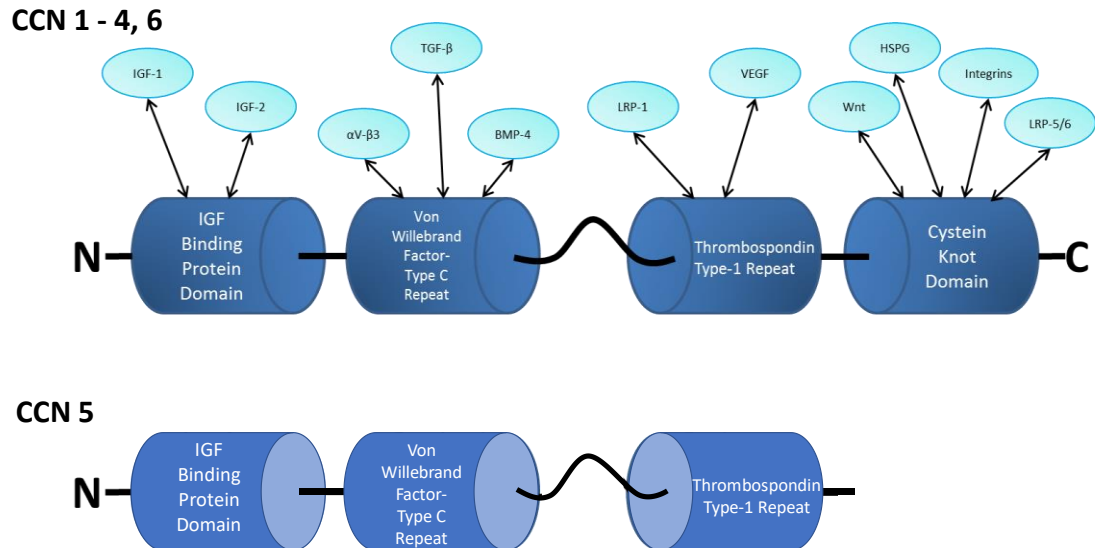 CCN 1 - 4, 6
IGF-1
IGF-2
αV-β3
TGF-β
BMP-4
LRP-1
VEGF
Wnt
HSPG
Integrins
LRP-5/6
N
IGF
Binding
Protein
Domain
Von
Willebrand
Factor-
Type C
Repeat
Thrombospondin
Type-1 Repeat
Cystein
Knot
Domain
C
CCN 5
N
IGF
Binding
Protein
Domain
Von
Willebrand
Factor-
Type C
Repeat
Thrombospondin
Type-1 Repeat